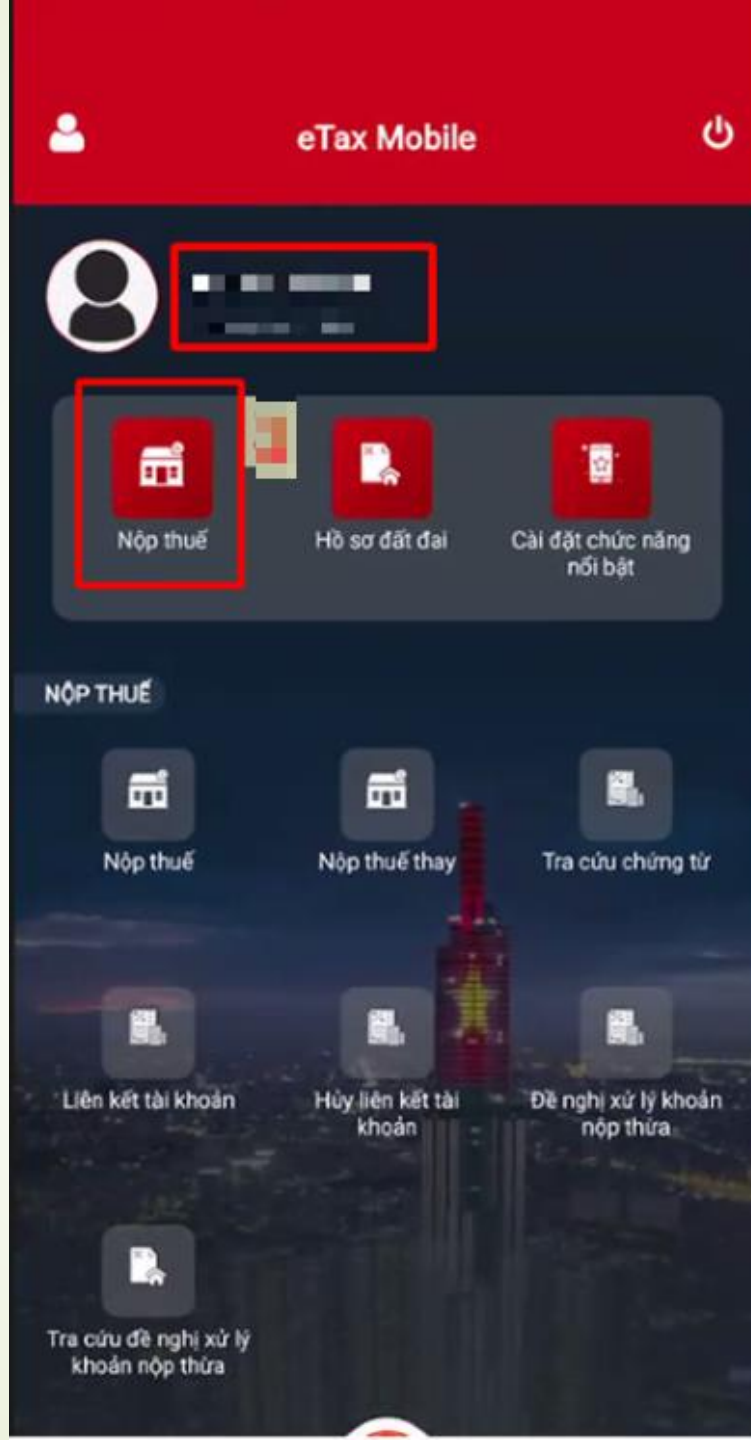 eTax Mobile
Nộp thuế
Hồ sơ đất đai
Cài đặt chức năng
nổi bật
NỘP THUẾ
Nộp thuế
Nộp thuế thay
Tra cứu chứng từ
Liên kết tài khoản
Hủy liên kết tài
khoản
Đề nghị xử lý khoản
nộp thừa
Tra cứu đề nghị xử lý
khoản nộp thừa